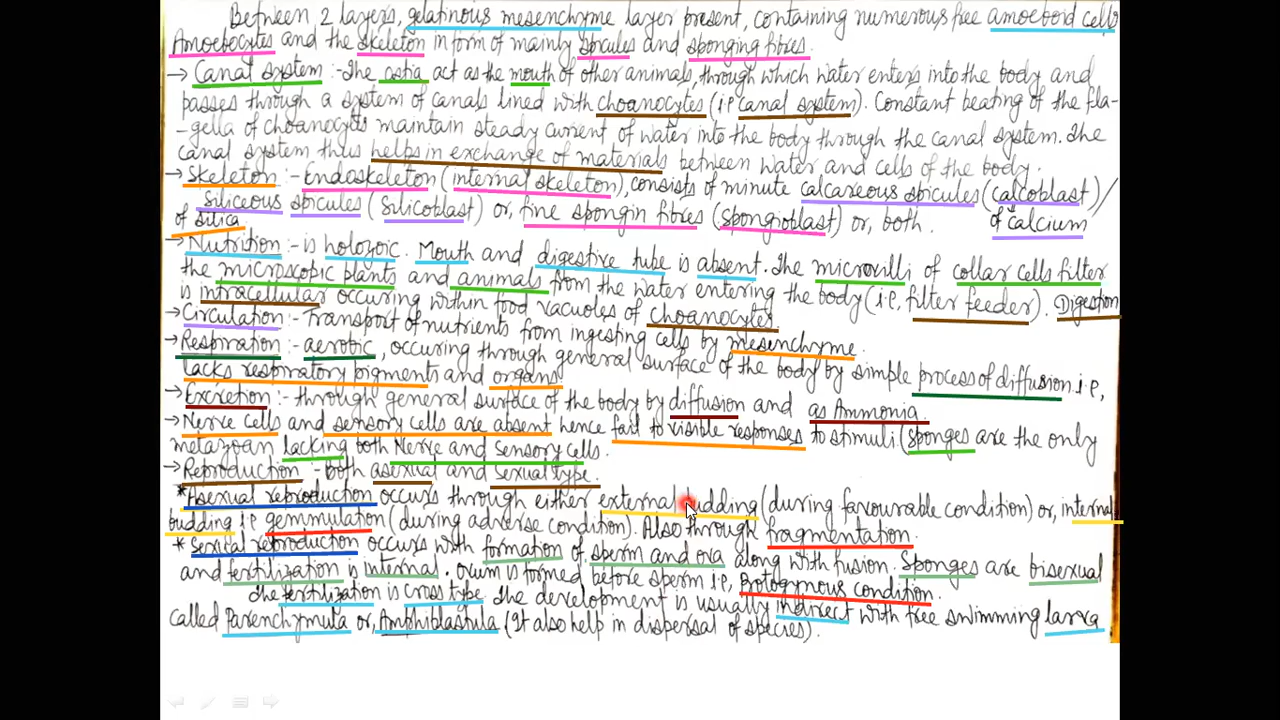 Between 2 layers, gelatinous mesenchyme layer present, containing numerous free amoeboid cells
Amoebocytes and the skeleton in form of mainly spicules and sponging fibres.
→ Canal system :- The ostia act as the mouth of other animals, through which water enters into the body and
passes through a system of canals lined with choanocytes (i.e canal system). Constant beating of the fla-
-gella of choanocytes maintain steady current of water into the body through the canal system. The
canal system thus helps in exchange of materials between water and cells of the body.
→ Skeleton :- Endoskeleton (internal skeleton), consists of minute calcareous spicules (calcoblast)/
siliceous spicules (silicoblast) or, fine spongin fibres (spongioblast) or, both. of calcium
of silica
→ Nutrition :- is holozoic. Mouth and digestive tube is absent. The microvilli of collar cells filter
the microscopic plants and animals from the water entering the body (i.e, filter feeder). Digestion
is intracellular occuring within food vacuoles of choanocytes.
→ Circulation :- Transport of nutrients from ingesting cells by mesenchyme.
→ Respiration :- aerobic, occuring through general surface of the body by simple process of diffusion i.e,
lacks respiratory pigments and organs.
→ Excretion :- through general surface of the body by diffusion and as Ammonia.
→ Nerve cells and sensory cells are absent hence fail to visible responses to stimuli (sponges are the only
metazoan lacking both Nerve and sensory cells.
→ Reproduction :- both asexual and sexual type.
* Asexual reproduction occurs through either external budding (during favourable condition) or, internal
budding i.e gemmulation (during adverse condition). Also through fragmentation.
* Sexual reproduction occurs with formation of sperm and ova along with fusion. Sponges are bisexual
and fertilization is internal. Ovum is formed before sperm i.e, Protogynous condition.
The fertilization is cross type. The development is usually indirect with free swimming larva
called Parenchymula or, Amphiblastula (It also help in dispersal of species).